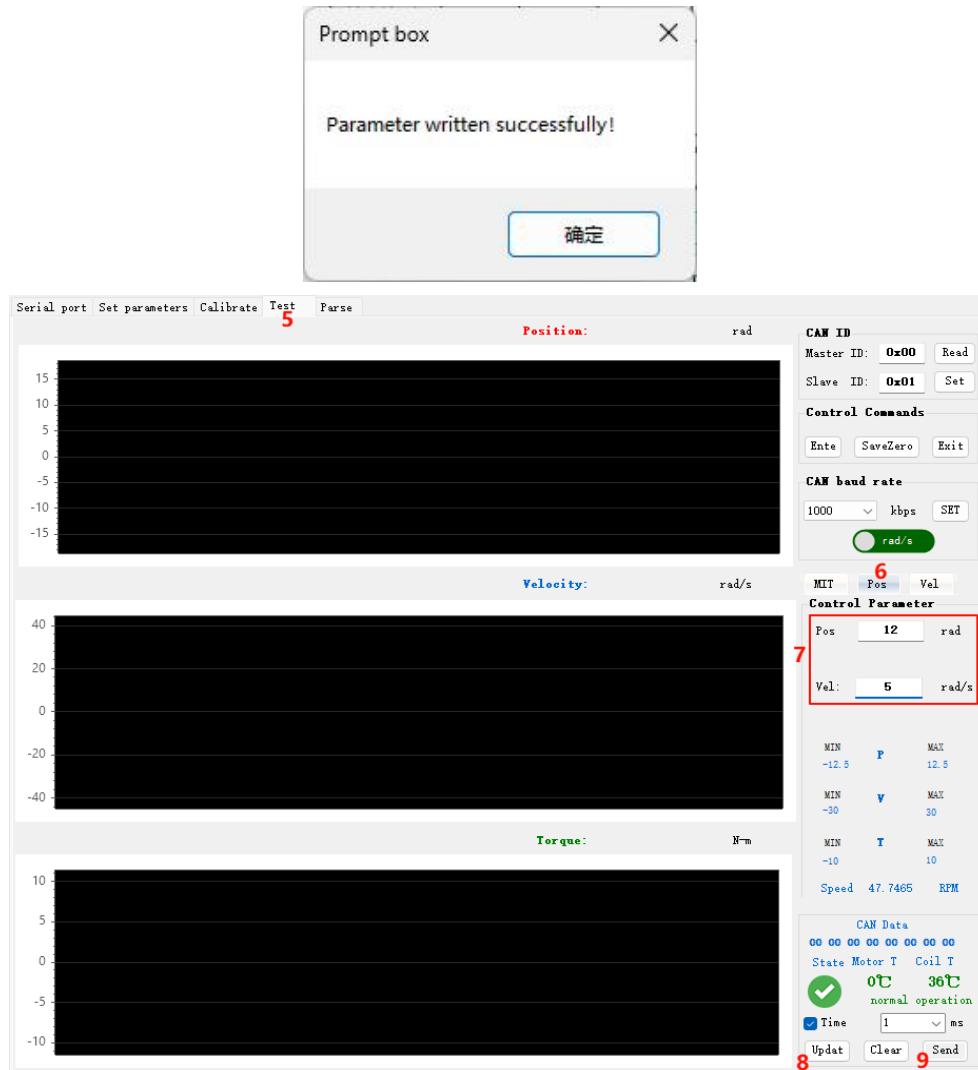 Prompt box
Parameter written successfully!
确定
Serial port Set parameters Calibrate Test Parse
5
Position: rad
15
10
5
0
-5
-10
-15
Velocity: rad/s
40
20
0
-20
-40
Torque: N-m
10
5
0
-5
-10
CAN ID
Master ID: 0x00 Read
Slave ID: 0x01 Set
Control Commands
Ente SaveZero Exit
CAN baud rate
1000 kbps SET
rad/s
6
MIT Pos Vel
Control Parameter
7
Pos 12 rad
Vel: 5 rad/s
MIN P MAX
-12.5 12.5
MIN V MAX
-30 30
MIN T MAX
-10 10
Speed 47.7465 RPM
CAN Data
00 00 00 00 00 00 00 00
State Motor T Coil T
0℃ 36℃
normal operation
Time 1 ms
Updat Clear Send
8 9